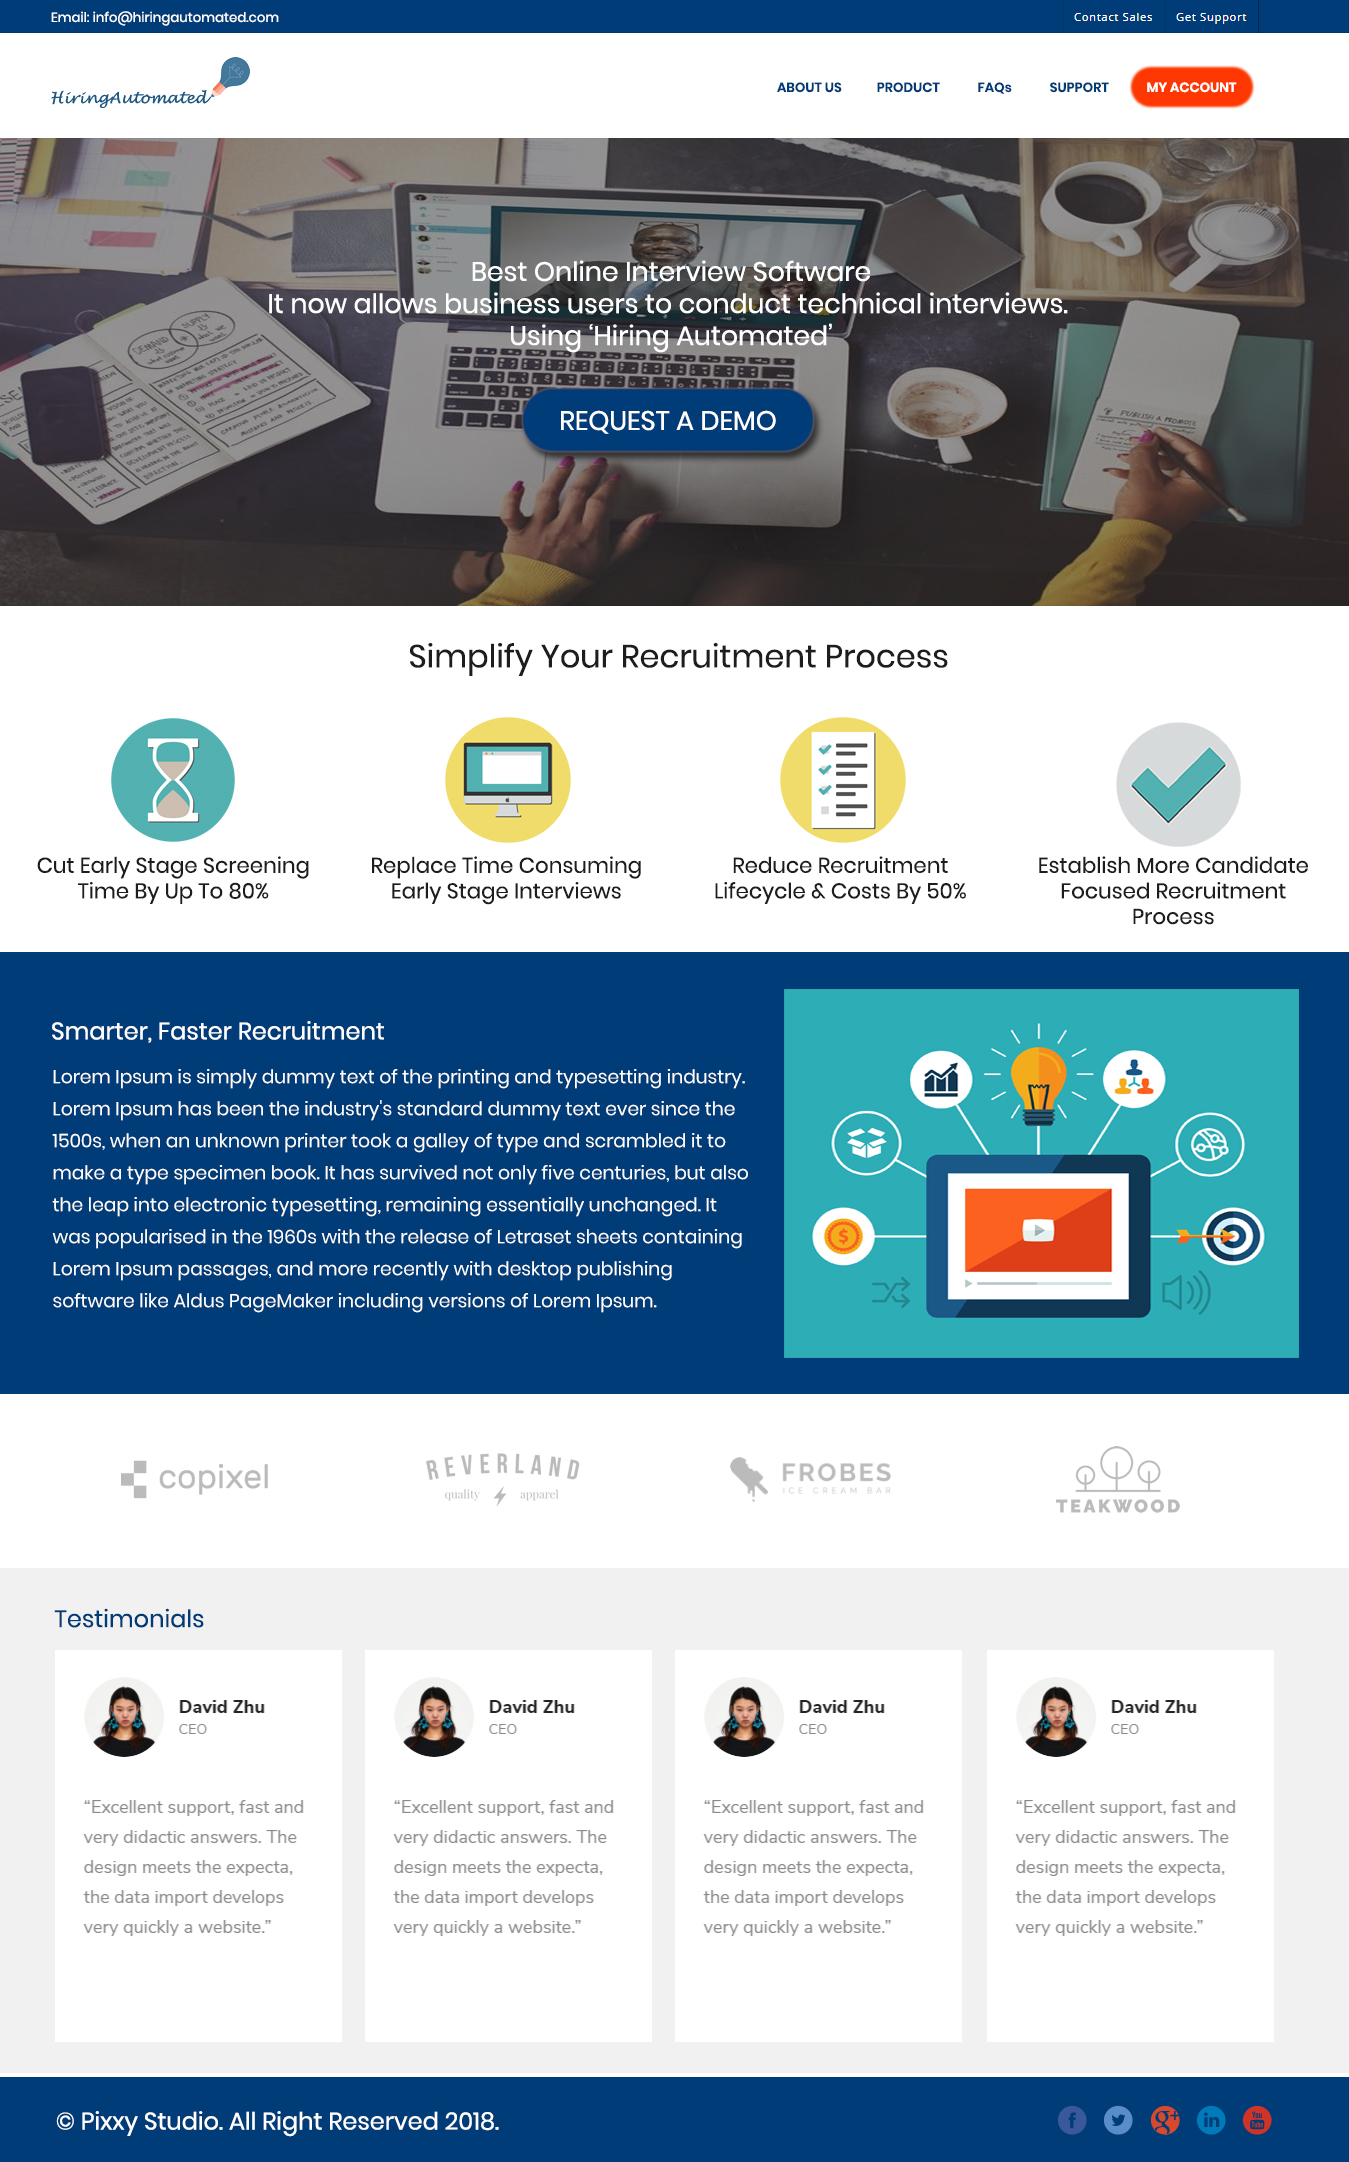 Email: info@hiringautomated.com
Contact Sales
Get Support
HiringAutomated
ABOUT US
PRODUCT
FAQs
SUPPORT
MY ACCOUNT
Best Online Interview Software
It now allows business users to conduct technical interviews.
Using ‘Hiring Automated’
REQUEST A DEMO
DEMAND
SUPPLY
PUBLISH A PROMOTE
Simplify Your Recruitment Process
Cut Early Stage Screening
Time By Up To 80%
Replace Time Consuming
Early Stage Interviews
Reduce Recruitment
Lifecycle & Costs By 50%
Establish More Candidate
Focused Recruitment
Process
Smarter, Faster Recruitment
Lorem Ipsum is simply dummy text of the printing and typesetting industry.
Lorem Ipsum has been the industry's standard dummy text ever since the
1500s, when an unknown printer took a galley of type and scrambled it to
make a type specimen book. It has survived not only five centuries, but also
the leap into electronic typesetting, remaining essentially unchanged. It
was popularised in the 1960s with the release of Letraset sheets containing
Lorem Ipsum passages, and more recently with desktop publishing
software like Aldus PageMaker including versions of Lorem Ipsum.
$
copixel
REVERLAND
quality apparel
FROBES
ICE CREAM BAR
TEAKWOOD
Testimonials
David Zhu
CEO
“Excellent support, fast and
very didactic answers. The
design meets the expecta,
the data import develops
very quickly a website.”
David Zhu
CEO
“Excellent support, fast and
very didactic answers. The
design meets the expecta,
the data import develops
very quickly a website.”
David Zhu
CEO
“Excellent support, fast and
very didactic answers. The
design meets the expecta,
the data import develops
very quickly a website.”
David Zhu
CEO
“Excellent support, fast and
very didactic answers. The
design meets the expecta,
the data import develops
very quickly a website.”
© Pixxy Studio. All Right Reserved 2018.
f
g+
in
You
Tube